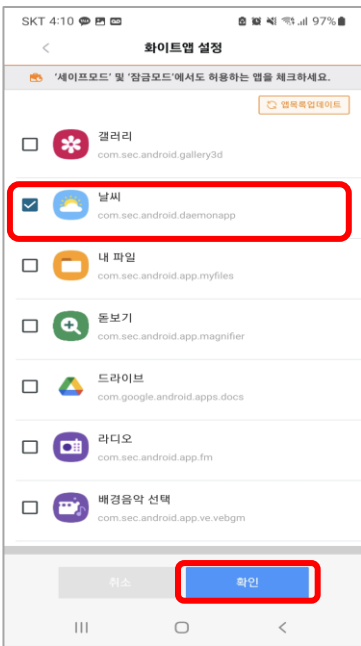 SKT 4:10 97%
화이트앱 설정
'세이프모드' 및 '잠금모드'에서도 허용하는 앱을 체크하세요.
앱목록업데이트
갤러리
com.sec.android.gallery3d
날씨
com.sec.android.daemonapp
내 파일
com.sec.android.app.myfiles
돋보기
com.sec.android.app.magnifier
드라이브
com.google.android.apps.docs
라디오
com.sec.android.app.fm
배경음악 선택
com.sec.android.app.ve.vebgm
취소 확인